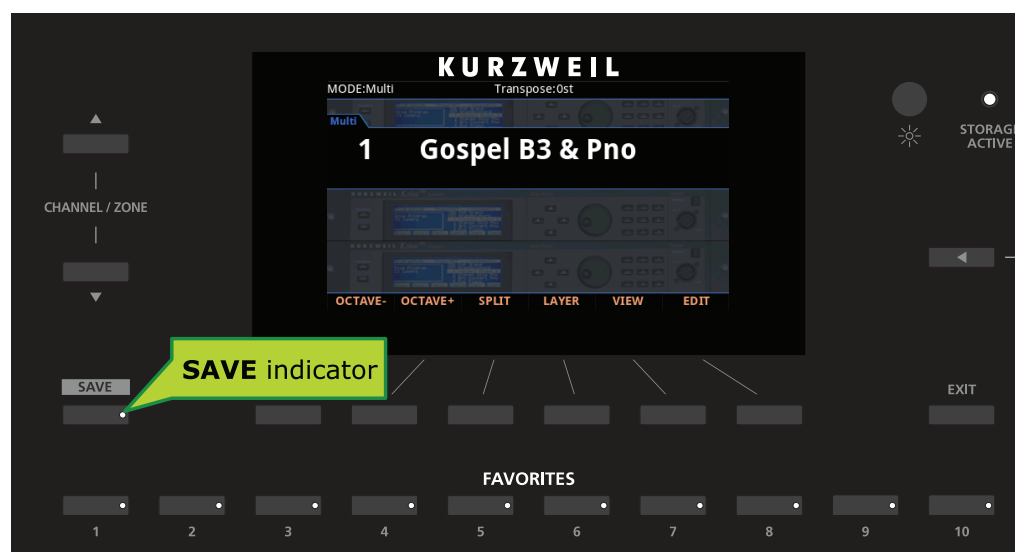 KURZWEIL
MODE:Multi Transpose:0st
Multi
1 Gospel B3 & Pno
STORAGE
ACTIVE
CHANNEL / ZONE
OCTAVE- OCTAVE+ SPLIT LAYER VIEW EDIT
SAVE indicator
SAVE
EXIT
FAVORITES
1 2 3 4 5 6 7 8 9 10